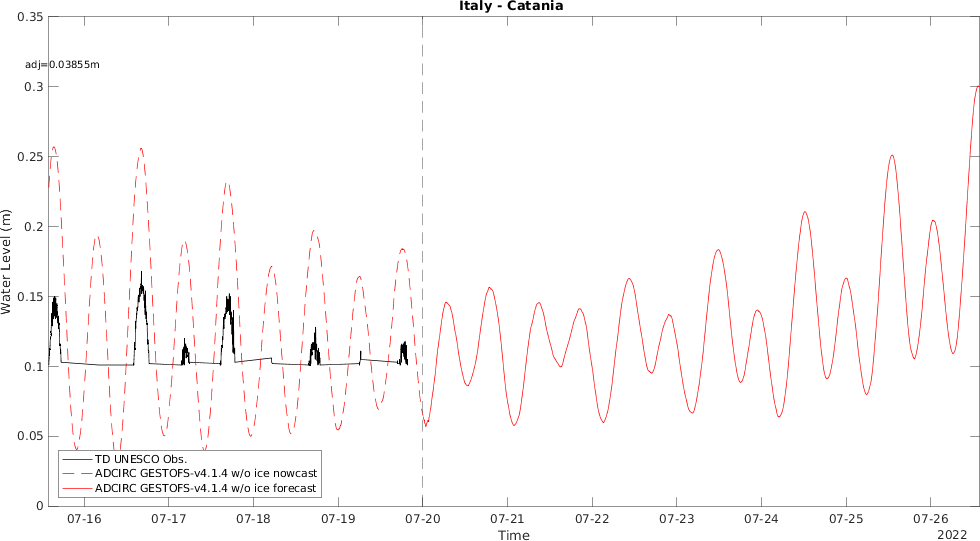 Italy - Catania
0.35
adj=0.03855m
0.3
0.25
0.2
0.15
0.1
0.05
0
Water Level (m)
TD UNESCO Obs.
ADCIRC GESTOFS-v4.1.4 w/o ice nowcast
ADCIRC GESTOFS-v4.1.4 w/o ice forecast
07-16 07-17 07-18 07-19 07-20 07-21 07-22 07-23 07-24 07-25 07-26
Time
2022